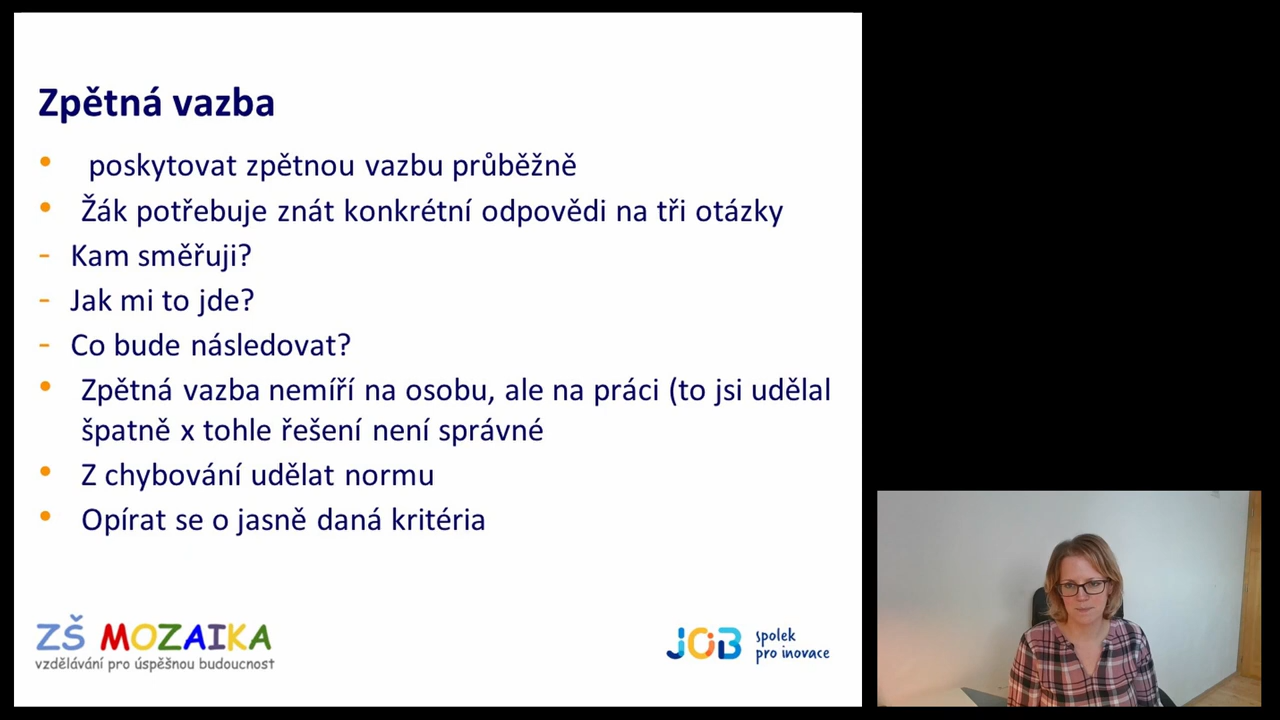 Zpětná vazba
• poskytovat zpětnou vazbu průběžně
• Žák potřebuje znát konkrétní odpovědi na tři otázky
- Kam směřuji?
- Jak mi to jde?
- Co bude následovat?
• Zpětná vazba nemíří na osobu, ale na práci (to jsi udělal
špatně x tohle řešení není správné
• Z chybování udělat normu
• Opírat se o jasně daná kritéria
ZŠ MOZAIKA
vzdělávání pro úspěšnou budoucnost
JOB spolek
pro inovace